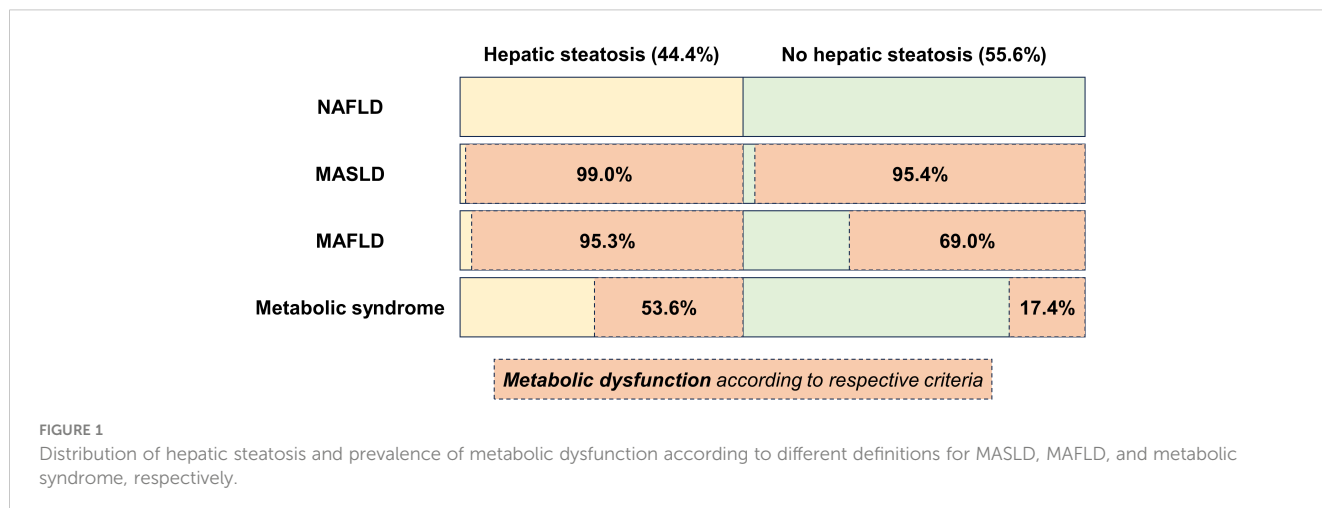 Hepatic steatosis (44.4%) No hepatic steatosis (55.6%)
NAFLD
MASLD 99.0% 95.4%
MAFLD 95.3% 69.0%
Metabolic syndrome 53.6% 17.4%
Metabolic dysfunction according to respective criteria
FIGURE 1
Distribution of hepatic steatosis and prevalence of metabolic dysfunction according to different definitions for MASLD, MAFLD, and metabolic
syndrome, respectively.